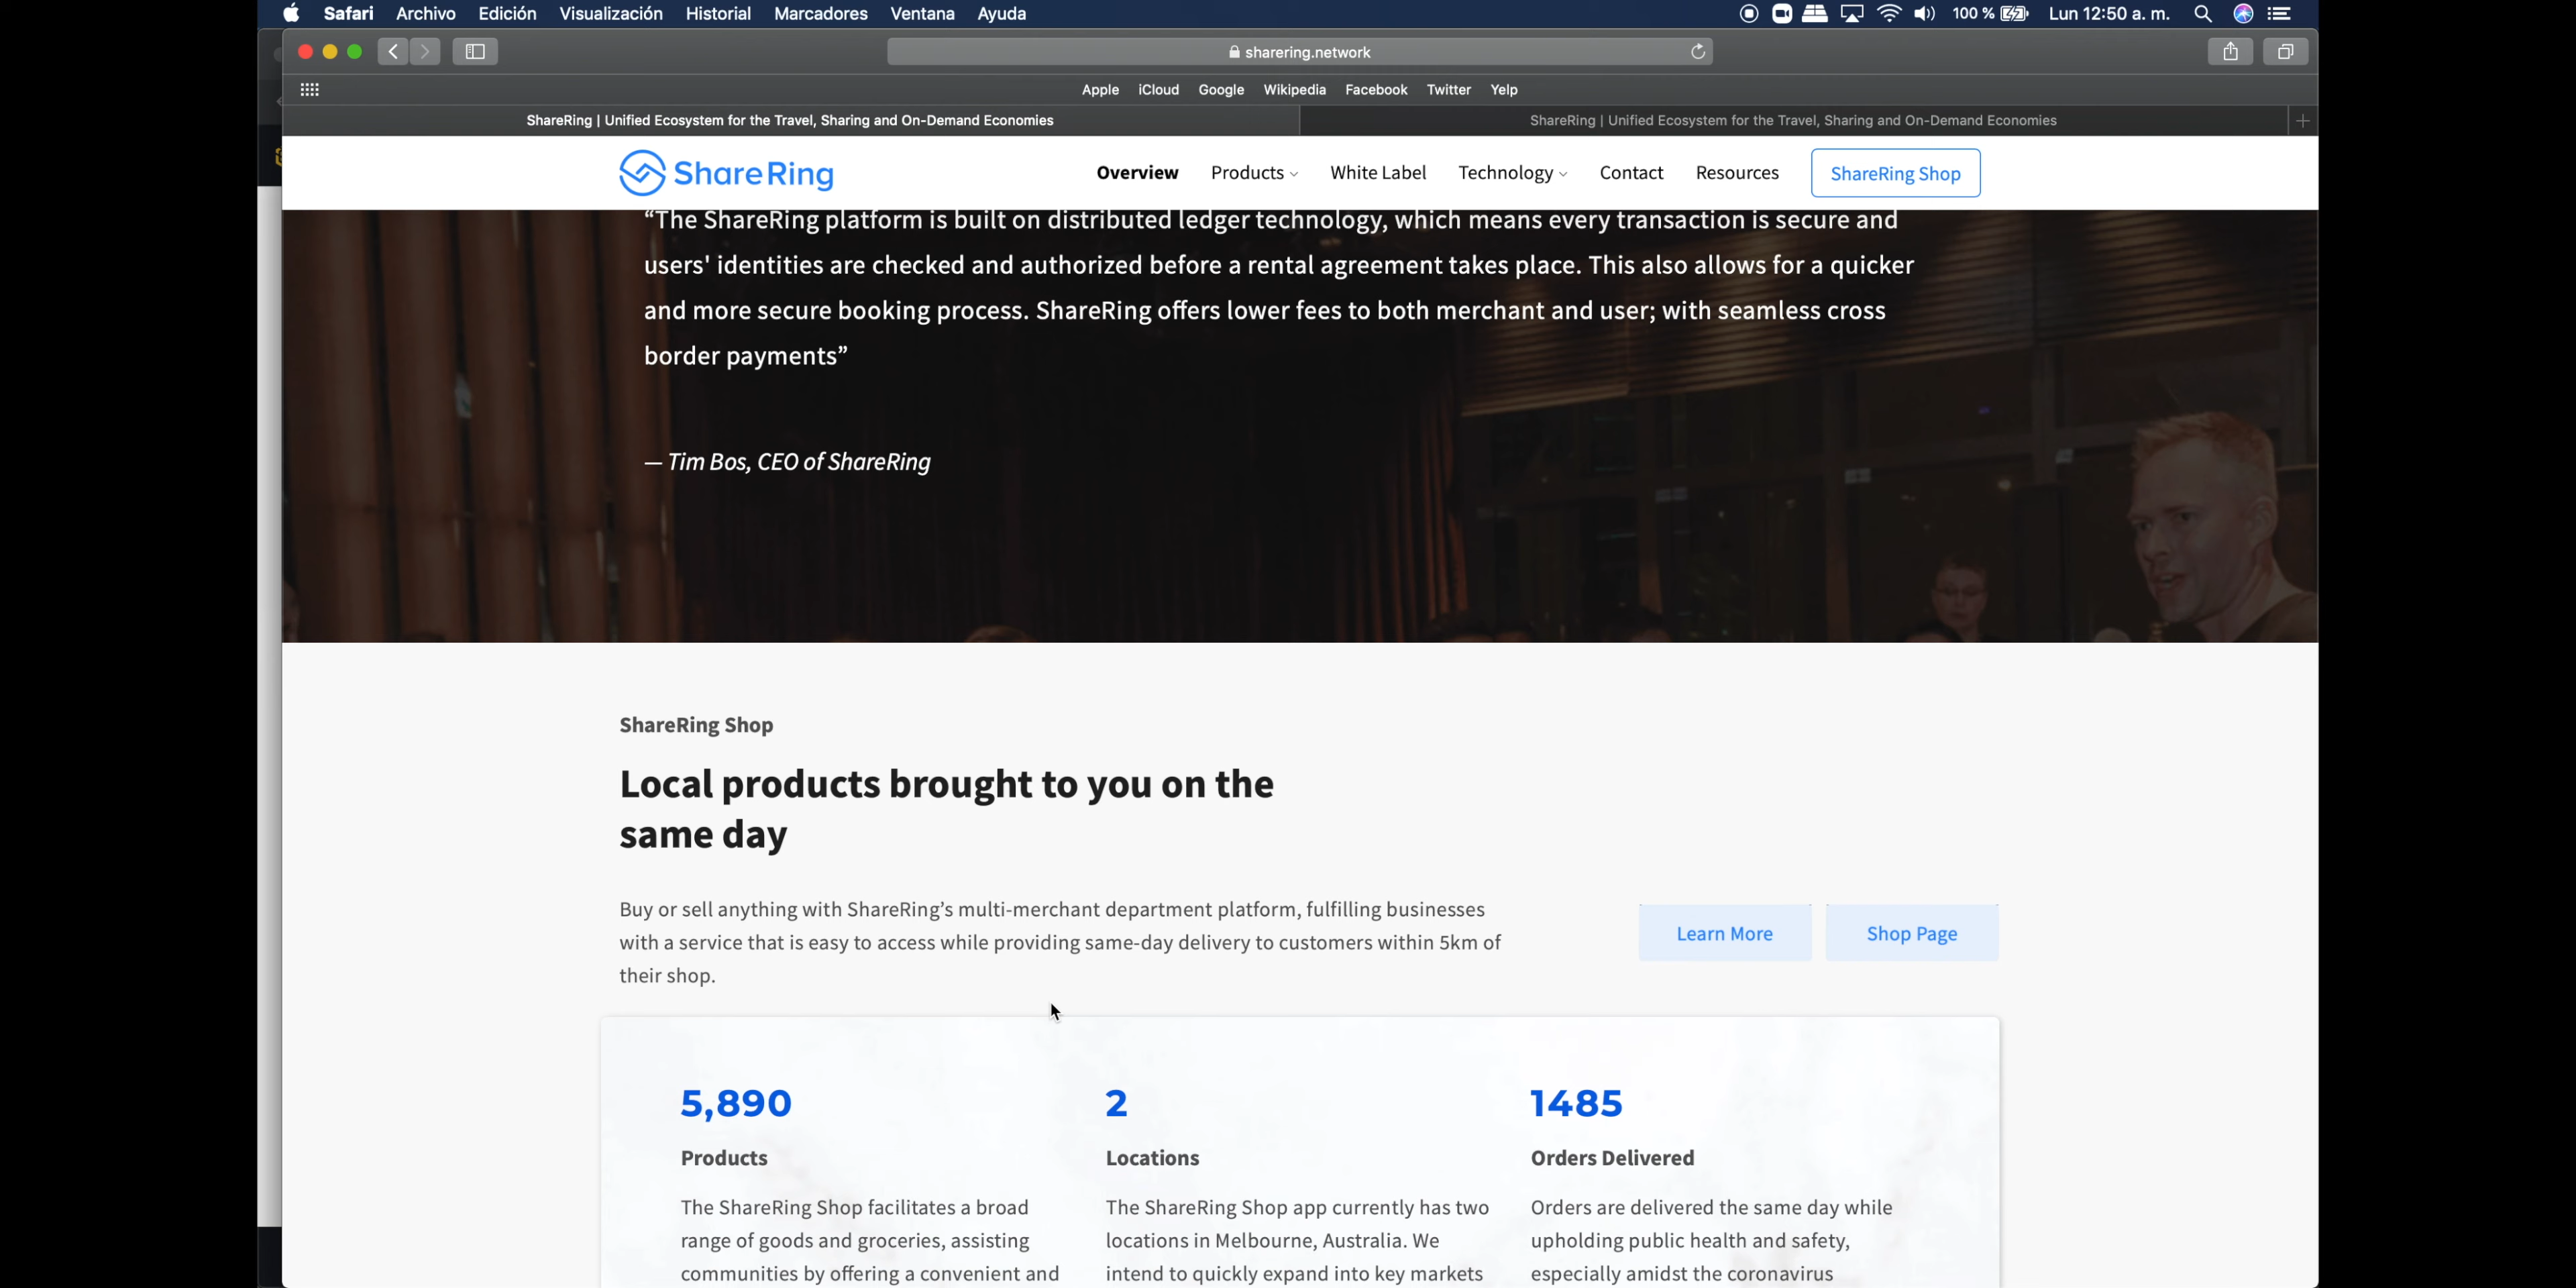 Safari Archivo Edición Visualización Historial Marcadores Ventana Ayuda
100 % Lun 12:50 a. m.
sharering.network
Apple iCloud Google Wikipedia Facebook Twitter Yelp
ShareRing | Unified Ecosystem for the Travel, Sharing and On-Demand Economies
ShareRing | Unified Ecosystem for the Travel, Sharing and On-Demand Economies
ShareRing
Overview Products White Label Technology Contact Resources ShareRing Shop
“The ShareRing platform is built on distributed ledger technology, which means every transaction is secure and
users' identities are checked and authorized before a rental agreement takes place. This also allows for a quicker
and more secure booking process. ShareRing offers lower fees to both merchant and user; with seamless cross
border payments”
— Tim Bos, CEO of ShareRing
ShareRing Shop
Local products brought to you on the
same day
Buy or sell anything with ShareRing’s multi-merchant department platform, fulfilling businesses
with a service that is easy to access while providing same-day delivery to customers within 5km of
their shop.
Learn More Shop Page
5,890
Products
The ShareRing Shop facilitates a broad
range of goods and groceries, assisting
communities by offering a convenient and
2
Locations
The ShareRing Shop app currently has two
locations in Melbourne, Australia. We
intend to quickly expand into key markets
1485
Orders Delivered
Orders are delivered the same day while
upholding public health and safety,
especially amidst the coronavirus